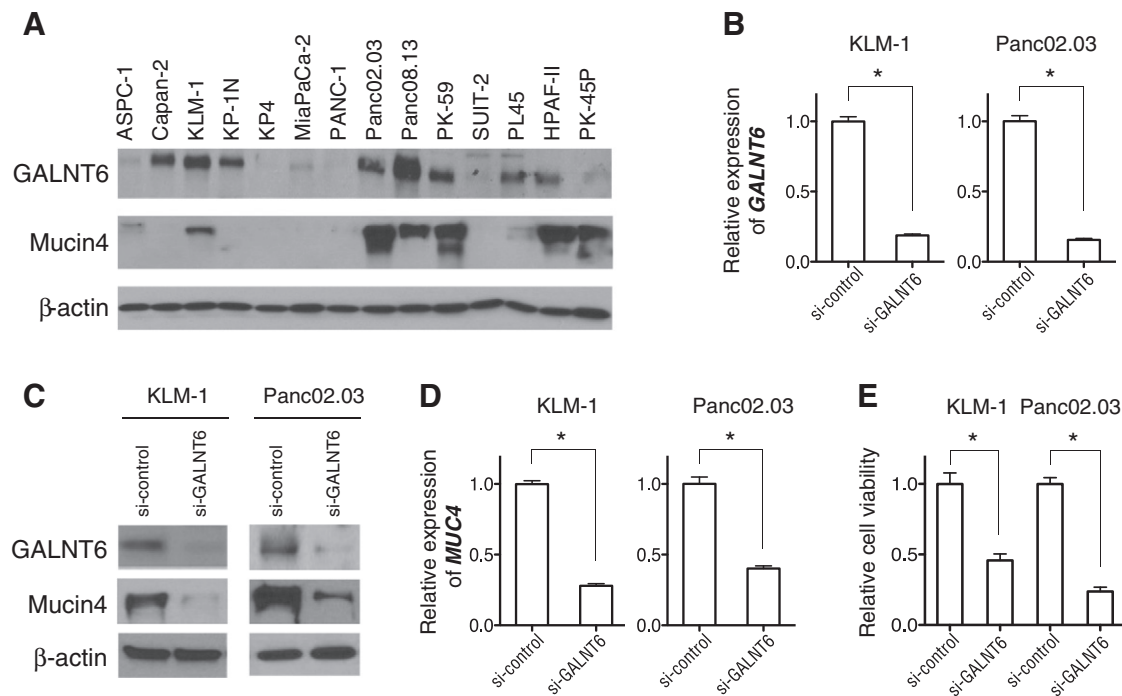 A
ASPC-1
Capan-2
KLM-1
KP-1N
KP4
MiaPaCa-2
PANC-1
Panc02.03
Panc08.13
PK-59
SUIT-2
PL45
HPAF-II
PK-45P
GALNT6
Mucin4
β-actin
B
KLM-1
Panc02.03
*
*
Relative expression
of GALNT6
1.0
0.5
0.0
1.0
0.5
0.0
si-control
si-GALNT6
si-control
si-GALNT6
C
KLM-1
Panc02.03
si-control
si-GALNT6
si-control
si-GALNT6
GALNT6
Mucin4
β-actin
D
KLM-1
Panc02.03
*
*
Relative expression
of MUC4
1.0
0.5
0.0
1.0
0.5
0.0
si-control
si-GALNT6
si-control
si-GALNT6
E
KLM-1 Panc02.03
*
*
Relative cell viability
1.0
0.5
0.0
si-control
si-GALNT6
si-control
si-GALNT6